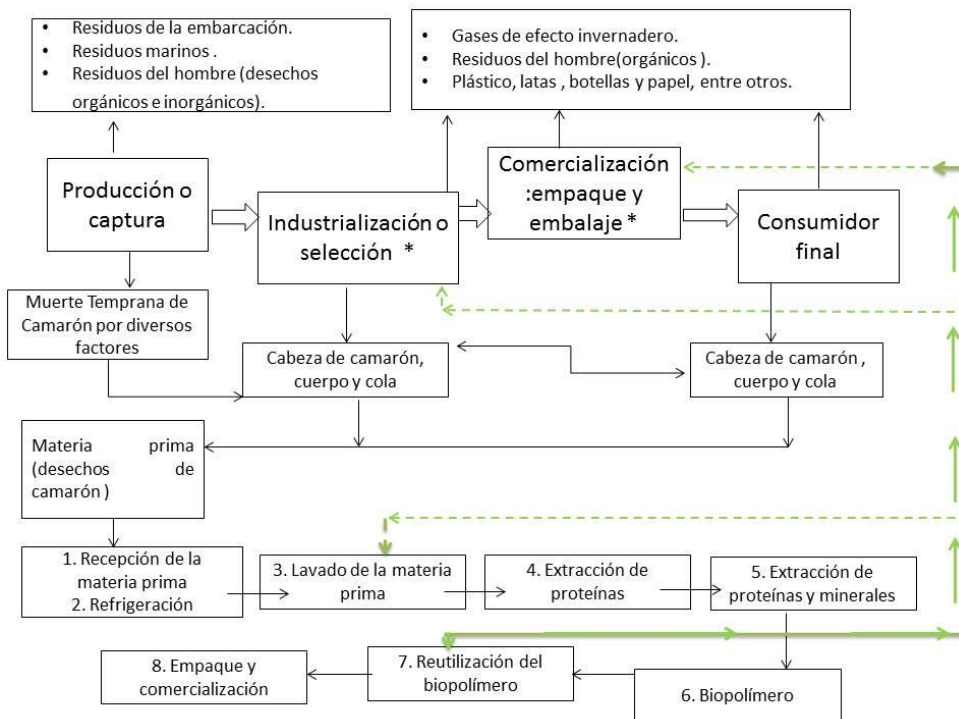 • Residuos de la embarcación.
• Residuos marinos .
• Residuos del hombre (desechos
orgánicos e inorgánicos).
• Gases de efecto invernadero.
• Residuos del hombre(orgánicos ).
• Plástico, latas , botellas y papel, entre otros.
Producción o
captura
Industrialización o
selección *
Comercialización
:empaque y
embalaje *
Consumidor
final
Muerte Temprana de
Camarón por diversos
factores
Cabeza de camarón,
cuerpo y cola
Cabeza de camarón ,
cuerpo y cola
Materia prima
(desechos de
camarón )
1. Recepción de la
materia prima
2. Refrigeración
3. Lavado de la materia
prima
4. Extracción de
proteínas
5. Extracción de
proteínas y minerales
8. Empaque y
comercialización
7. Reutilización del
biopolímero
6. Biopolímero